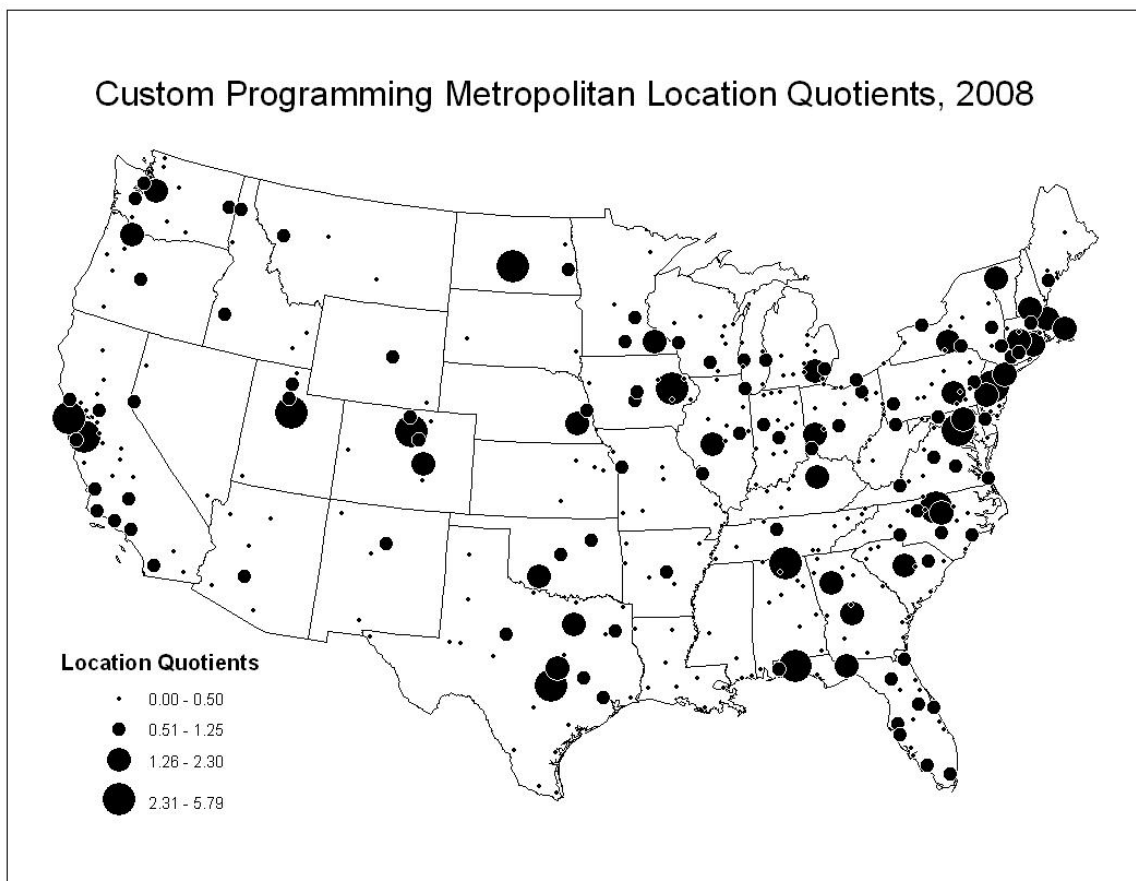 Custom Programming Metropolitan Location Quotients, 2008
Location Quotients
0.00 - 0.50
0.51 - 1.25
1.26 - 2.30
2.31 - 5.79